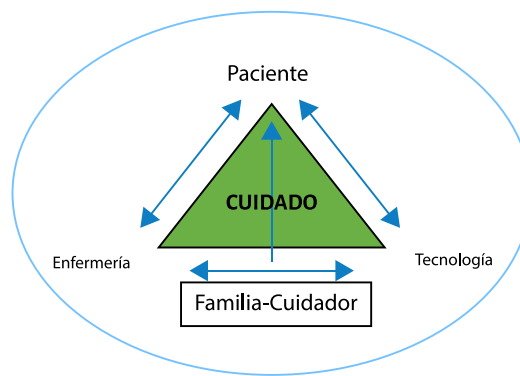 Paciente
CUIDADO
Enfermería
Tecnología
Familia-Cuidador